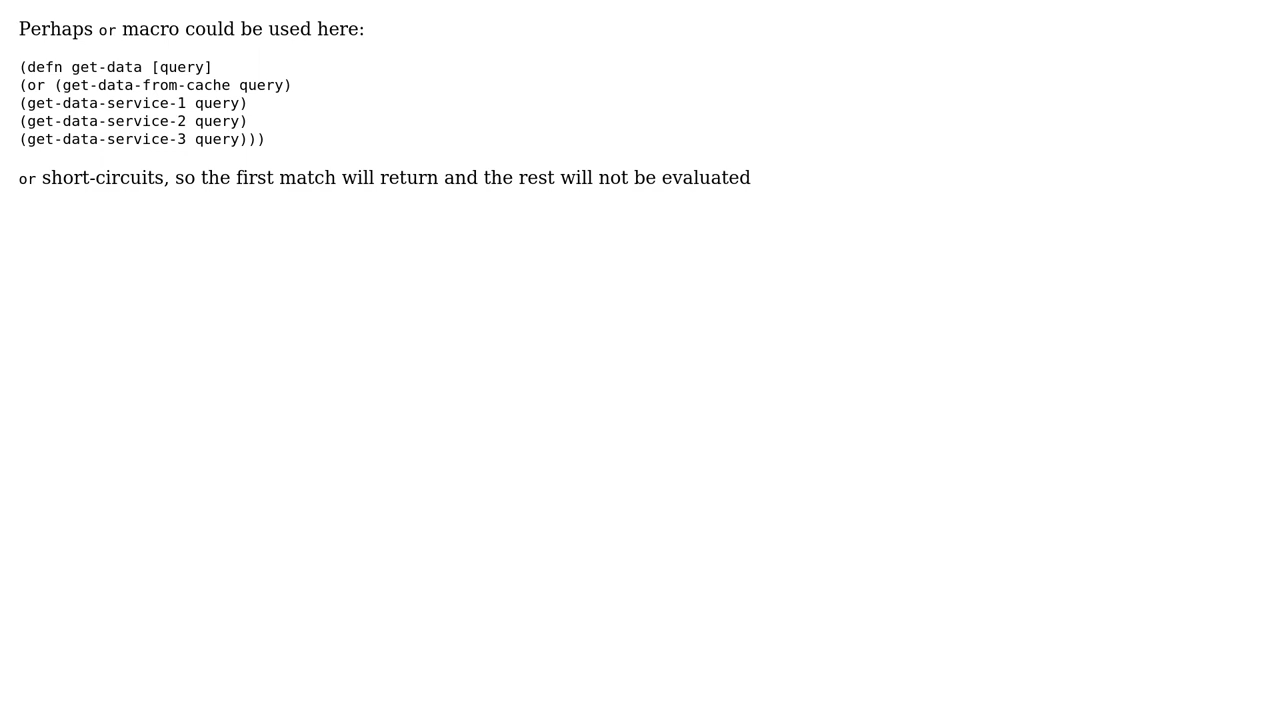 Perhaps or macro could be used here:
(defn get-data [query]
(or (get-data-from-cache query)
(get-data-service-1 query)
(get-data-service-2 query)
(get-data-service-3 query)))
or short-circuits, so the first match will return and the rest will not be evaluated